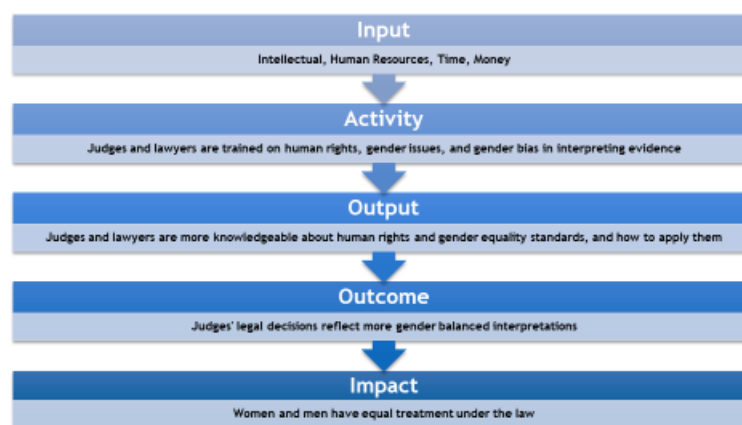 Input
Intellectual, Human Resources, Time, Money
Activity
Judges and lawyers are trained on human rights, gender issues, and gender bias in interpreting evidence
Output
Judges and lawyers are more knowledgeable about human rights and gender equality standards, and how to apply them
Outcome
Judges' legal decisions reflect more gender balanced interpretations
Impact
Women and men have equal treatment under the law